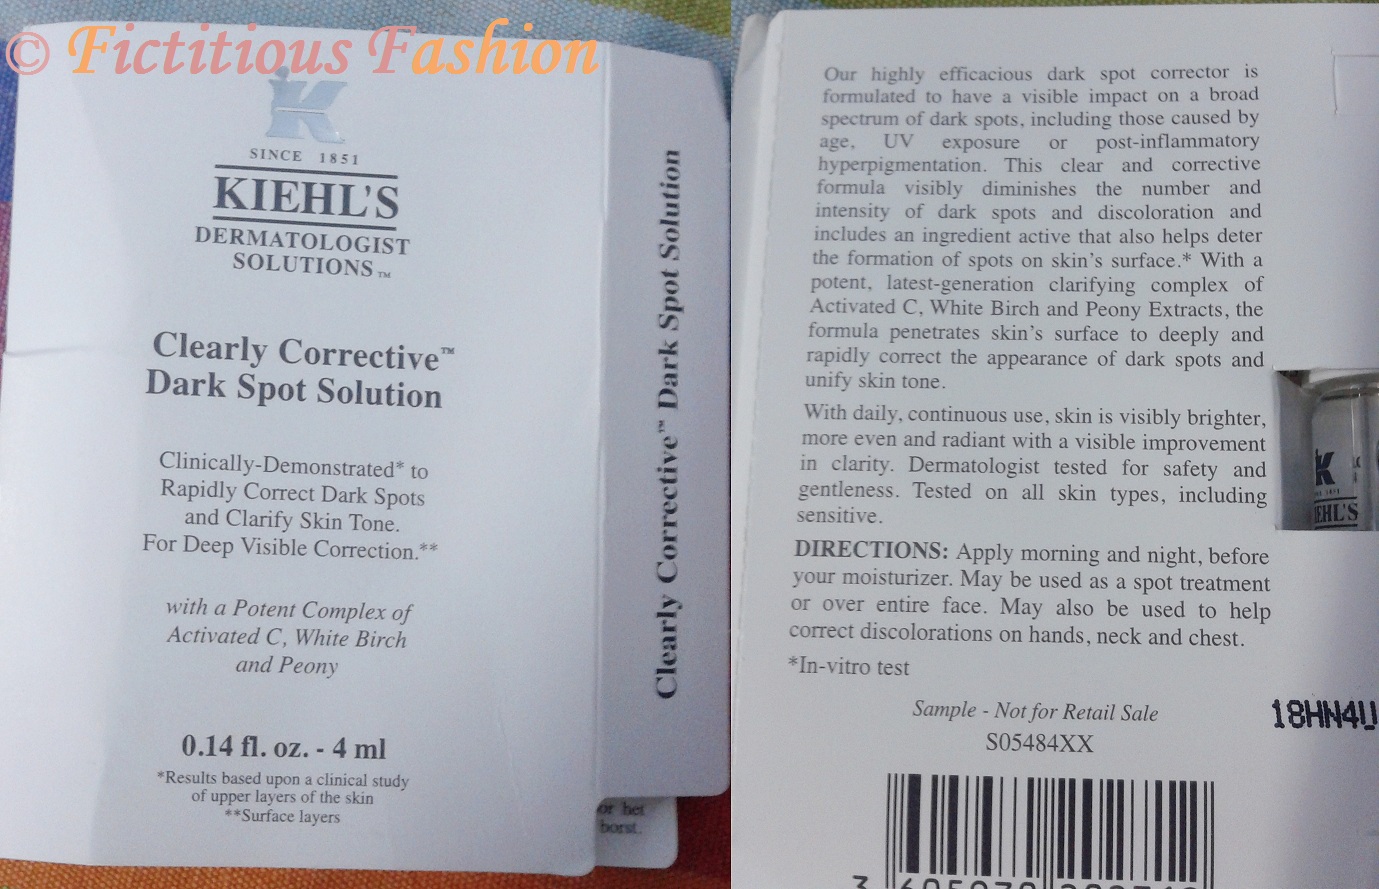 © Fictitious Fashion
K
SINCE 1851
KIEHL'S
DERMATOLOGIST
SOLUTIONS™
Clearly Corrective™
Dark Spot Solution
Clinically-Demonstrated* to
Rapidly Correct Dark Spots
and Clarify Skin Tone.
For Deep Visible Correction.**
with a Potent Complex of
Activated C, White Birch
and Peony
0.14 fl. oz. - 4 ml
*Results based upon a clinical study
of upper layers of the skin
**Surface layers
Clearly Corrective™ Dark Spot Solution
or het
borst.
Our highly efficacious dark spot corrector is
formulated to have a visible impact on a broad
spectrum of dark spots, including those caused by
age, UV exposure or post-inflammatory
hyperpigmentation. This clear and corrective
formula visibly diminishes the number and
intensity of dark spots and discoloration and
includes an ingredient active that also helps deter
the formation of spots on skin's surface.* With a
potent, latest-generation clarifying complex of
Activated C, White Birch and Peony Extracts, the
formula penetrates skin's surface to deeply and
rapidly correct the appearance of dark spots and
unify skin tone.
With daily, continuous use, skin is visibly brighter,
more even and radiant with a visible improvement
in clarity. Dermatologist tested for safety and
gentleness. Tested on all skin types, including
sensitive.
DIRECTIONS: Apply morning and night, before
your moisturizer. May be used as a spot treatment
or over entire face. May also be used to help
correct discolorations on hands, neck and chest.
*In-vitro test
Sample - Not for Retail Sale
S05484XX
18HN4U
K
IEHL'S